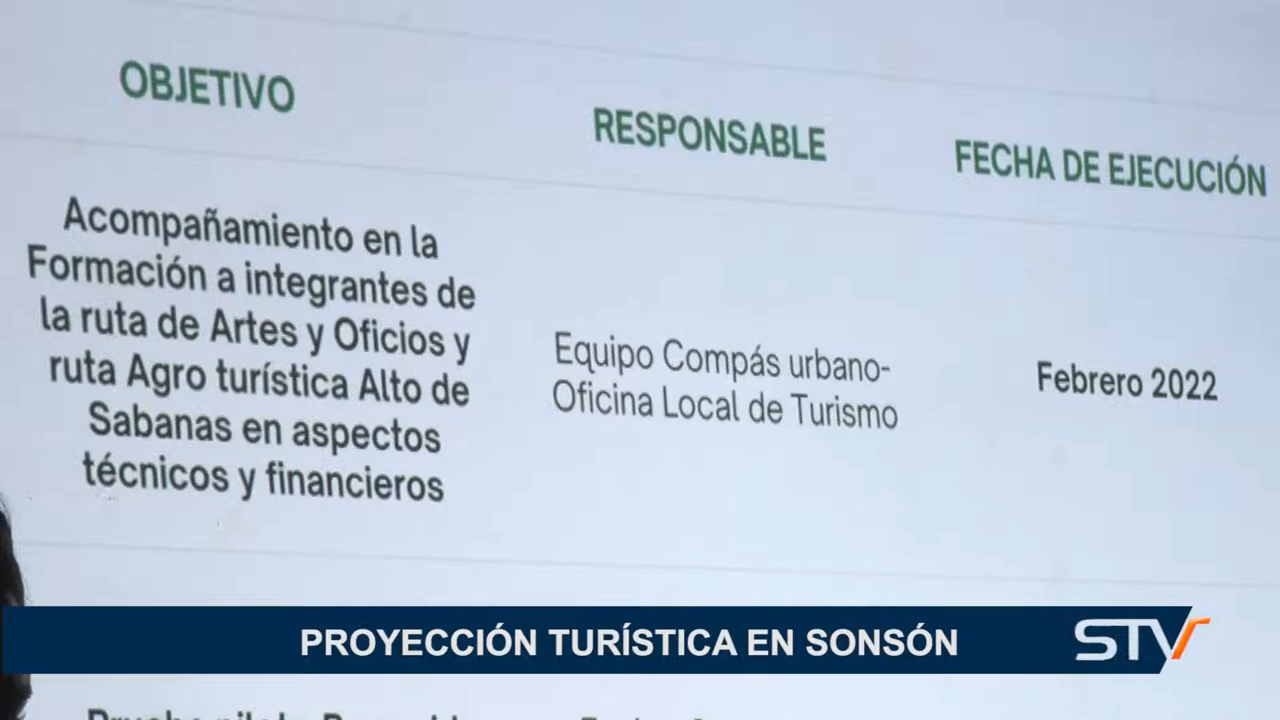 OBJETIVO
RESPONSABLE
FECHA DE EJECUCIÓN
Acompañamiento en la
Formación a integrantes de
la ruta de Artes y Oficios y
ruta Agro turística Alto de
Sabanas en aspectos
técnicos y financieros
Equipo Compás urbano-
Oficina Local de Turismo
Febrero 2022
PROYECCIÓN TURÍSTICA EN SONSÓN
STV